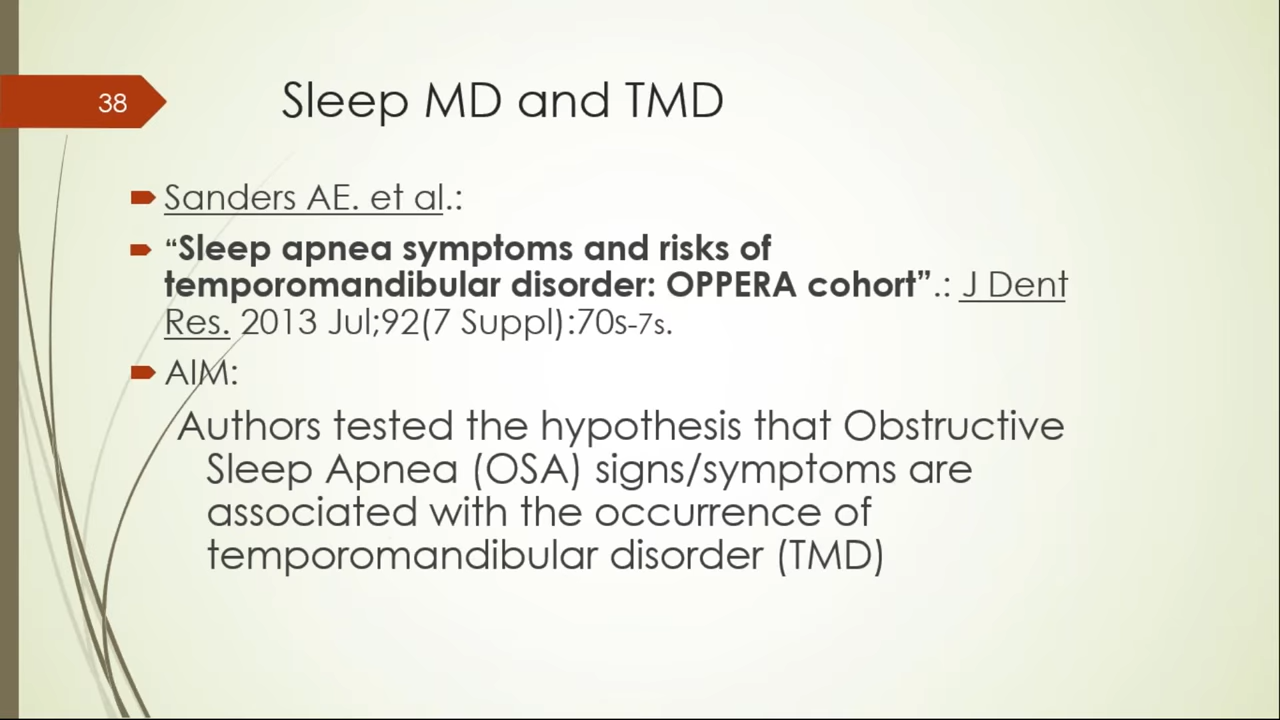 38
Sleep MD and TMD
Sanders AE. et al.:
“Sleep apnea symptoms and risks of
temporomandibular disorder: OPPERA cohort”.: J Dent
Res. 2013 Jul;92(7 Suppl):70s-7s.
AIM:
Authors tested the hypothesis that Obstructive
Sleep Apnea (OSA) signs/symptoms are
associated with the occurrence of
temporomandibular disorder (TMD)